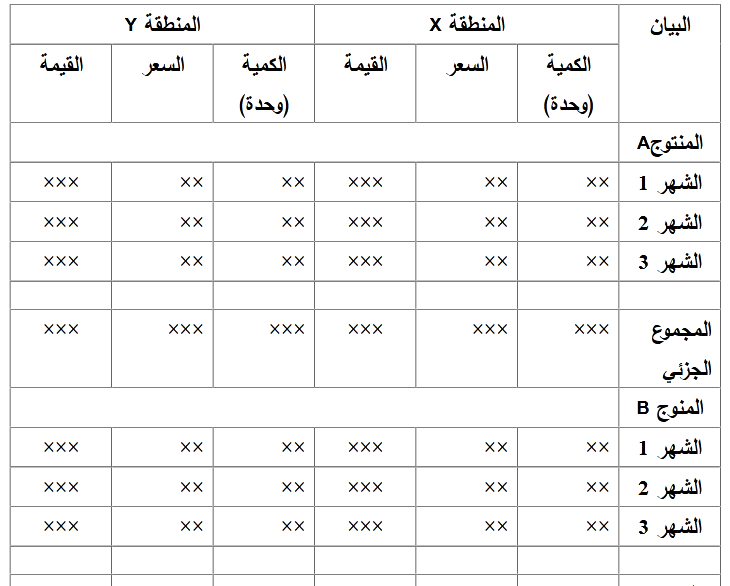 البيان المنطقة X المنطقة Y
الكمية (وحدة) السعر القيمة الكمية (وحدة) السعر القيمة
المنتوجA
الشهر 1 ×× ×× ××× ×× ×× ×××
الشهر 2 ×× ×× ××× ×× ×× ×××
الشهر 3 ×× ×× ××× ×× ×× ×××
المجموع الجزئي ××× ××× ××× ××× ××× ×××
المنوج B
الشهر 1 ×× ×× ××× ×× ×× ×××
الشهر 2 ×× ×× ××× ×× ×× ×××
الشهر 3 ×× ×× ××× ×× ×× ×××